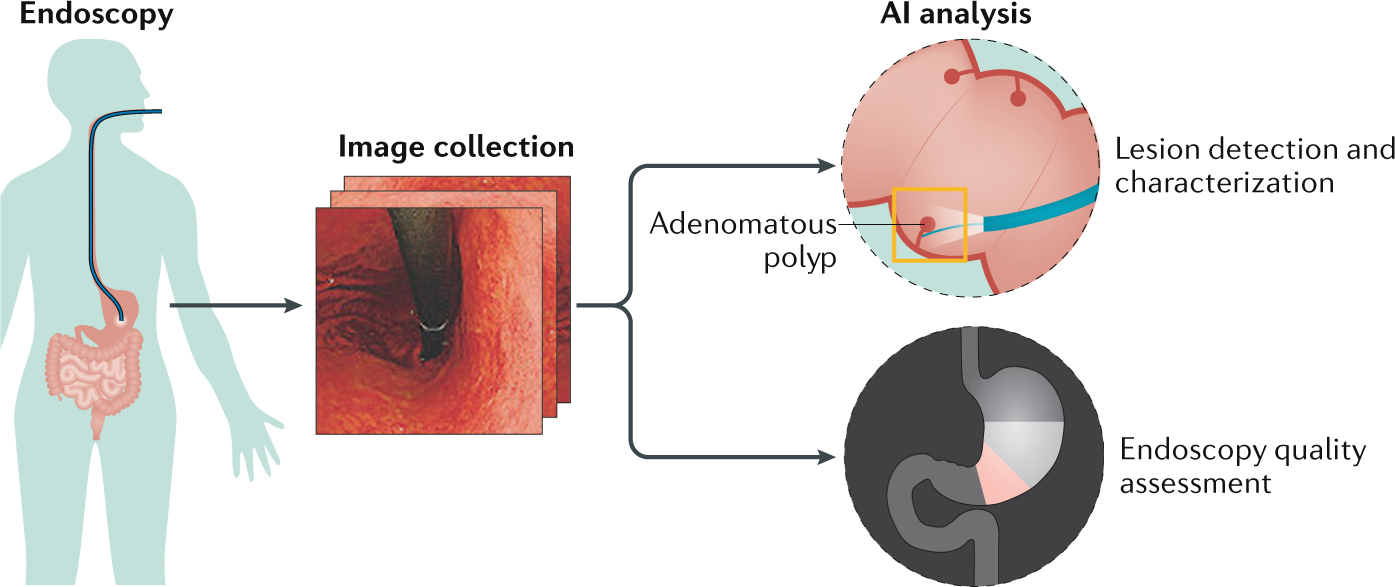 Endoscopy
AI analysis
Image collection
Lesion detection and
characterization
Adenomatous
polyp
Endoscopy quality
assessment